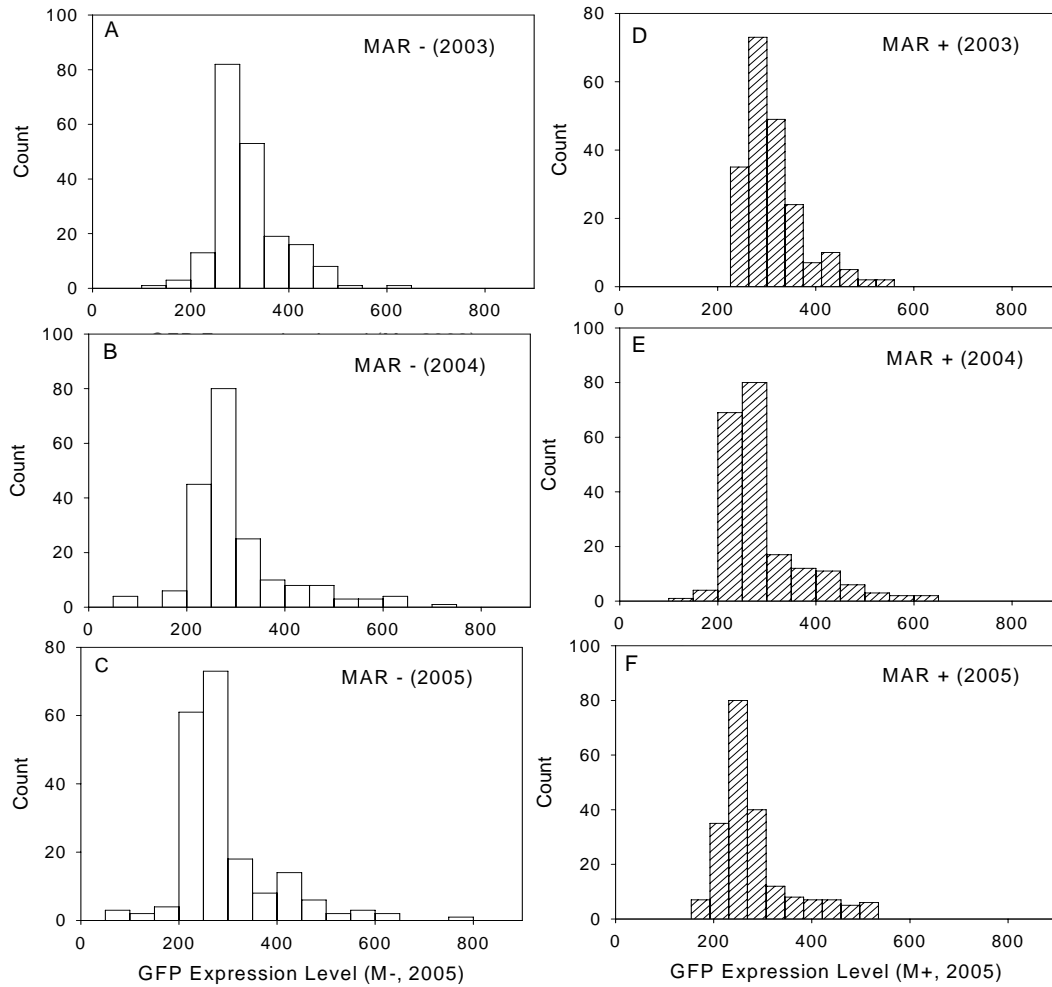 A
MAR - (2003)
Count
100
80
60
40
20
0
0 200 400 600 800
B
MAR - (2004)
Count
100
80
60
40
20
0
0 200 400 600 800
C
MAR - (2005)
Count
80
60
40
20
0
0 200 400 600 800
GFP Expression Level (M-, 2005)
D
MAR + (2003)
Count
80
60
40
20
0
0 200 400 600 800
E
MAR + (2004)
Count
100
80
60
40
20
0
0 200 400 600 800
F
MAR + (2005)
Count
100
80
60
40
20
0
0 200 400 600 800
GFP Expression Level (M+, 2005)